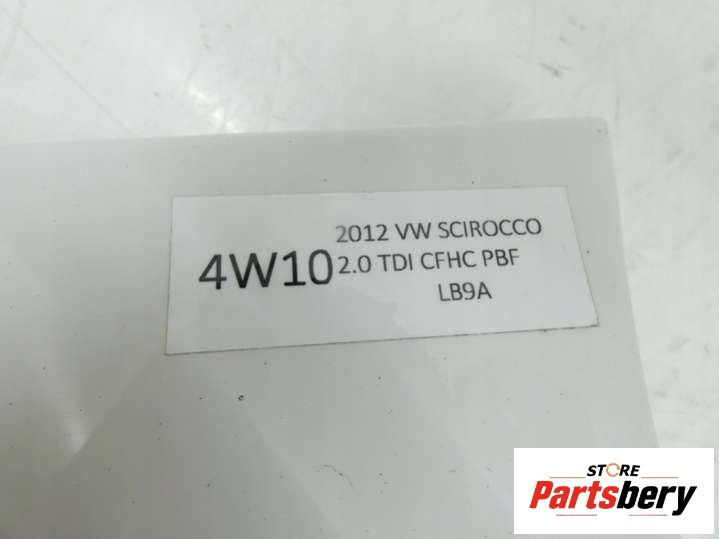 4W10
2012 VW SCIROCCO
2.0 TDI CFHC PBF
LB9A
STORE
Partsbery